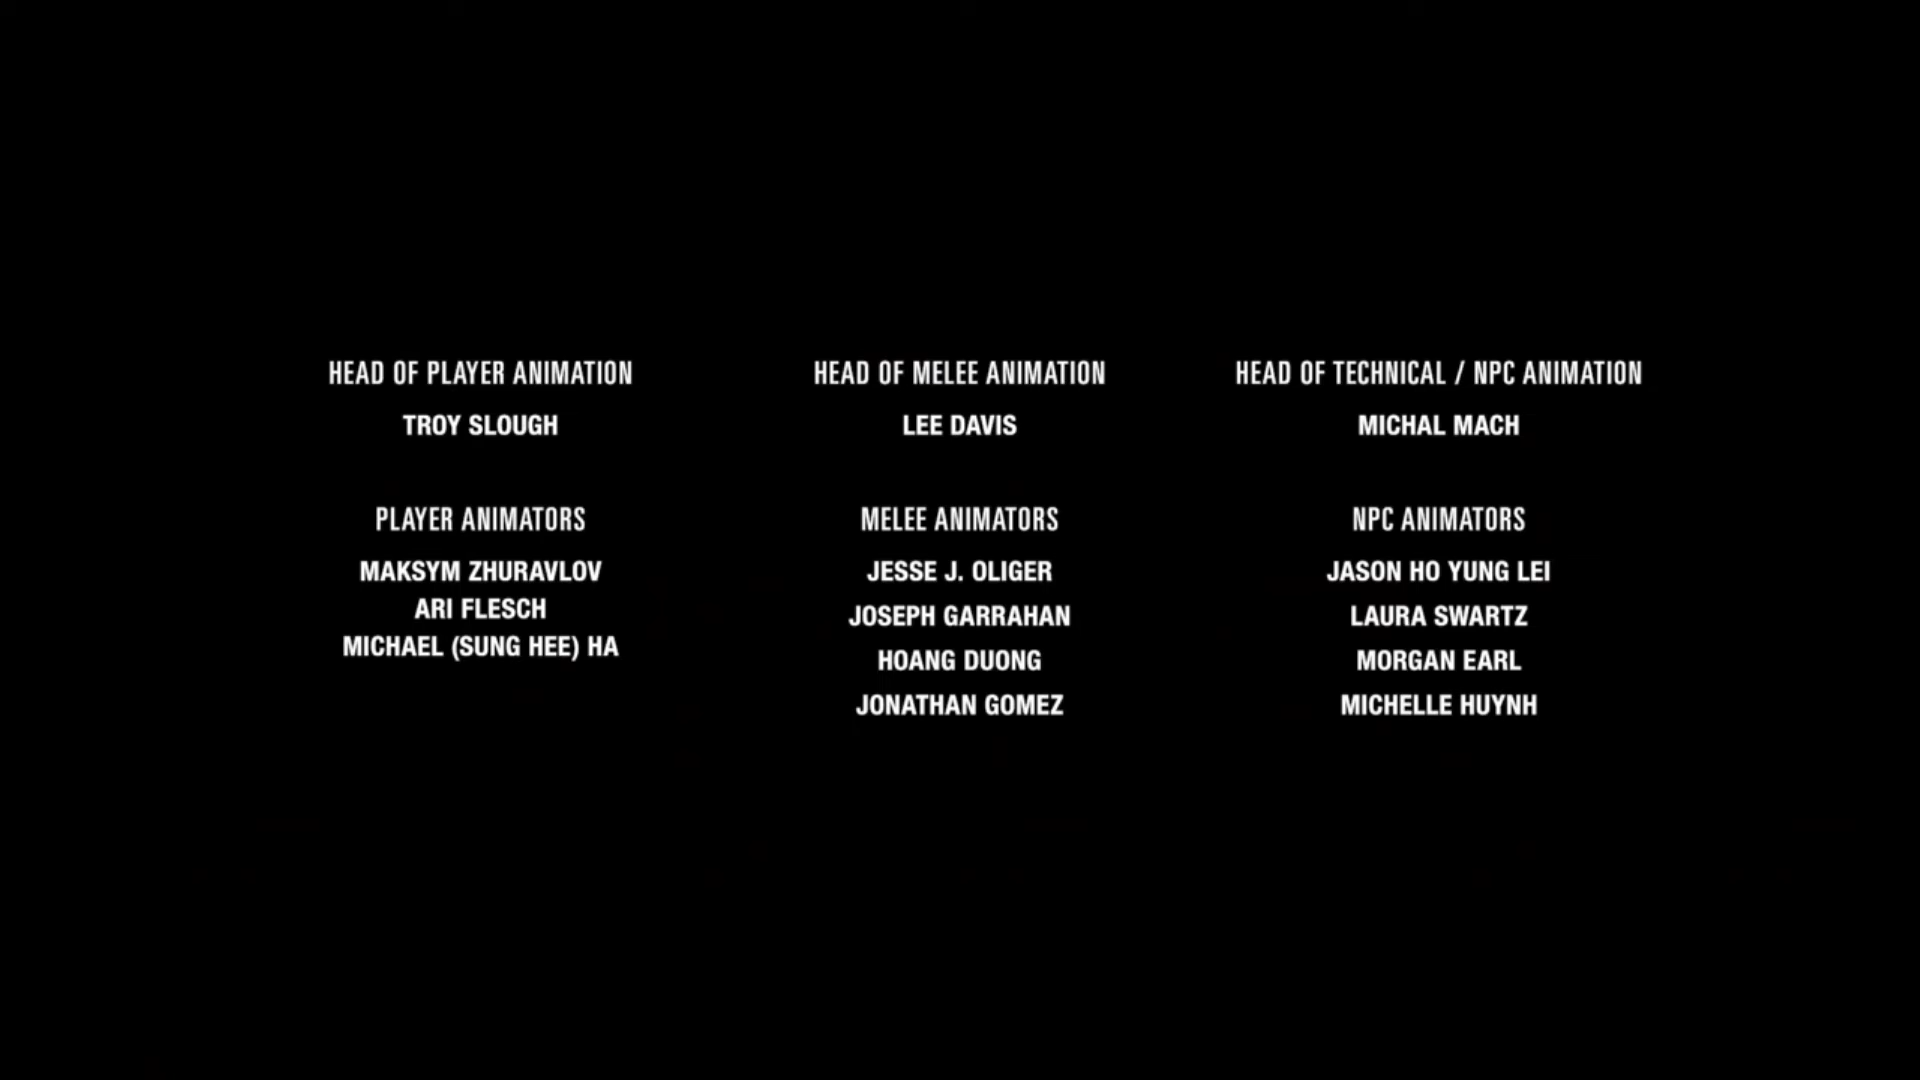 HEAD OF PLAYER ANIMATION
TROY SLOUGH
PLAYER ANIMATORS
MAKSYM ZHURAVLOV
ARI FLESCH
MICHAEL (SUNG HEE) HA
HEAD OF MELEE ANIMATION
LEE DAVIS
MELEE ANIMATORS
JESSE J. OLIGER
JOSEPH GARRAHAN
HOANG DUONG
JONATHAN GOMEZ
HEAD OF TECHNICAL / NPC ANIMATION
MICHAL MACH
NPC ANIMATORS
JASON HO YUNG LEI
LAURA SWARTZ
MORGAN EARL
MICHELLE HUYNH